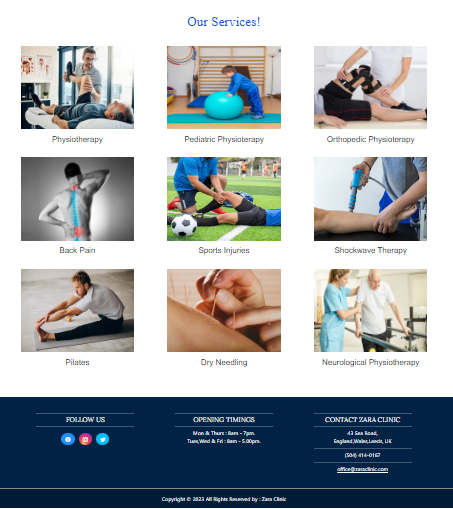 Our Services!
Physiotherapy
Pediatric Physioterapy
Orthopedic Physioterapy
Back Pain
Sports Injuries
Shockwave Therapy
Pilates
Dry Needling
Neurological Physiotherapy
FOLLOW US
OPENING TIMINGS
Mon & Thurs : 8am - 7pm.
Tues,Wed & Fri : 8am - 5.00pm.
CONTACT ZARA CLINIC
43 Sea Road,
England,Wales,Leeds, UK
(504) 414-0167
office@zaraclinic.com
Copyright © 2023 All Rights Reserved by : Zara Clinic